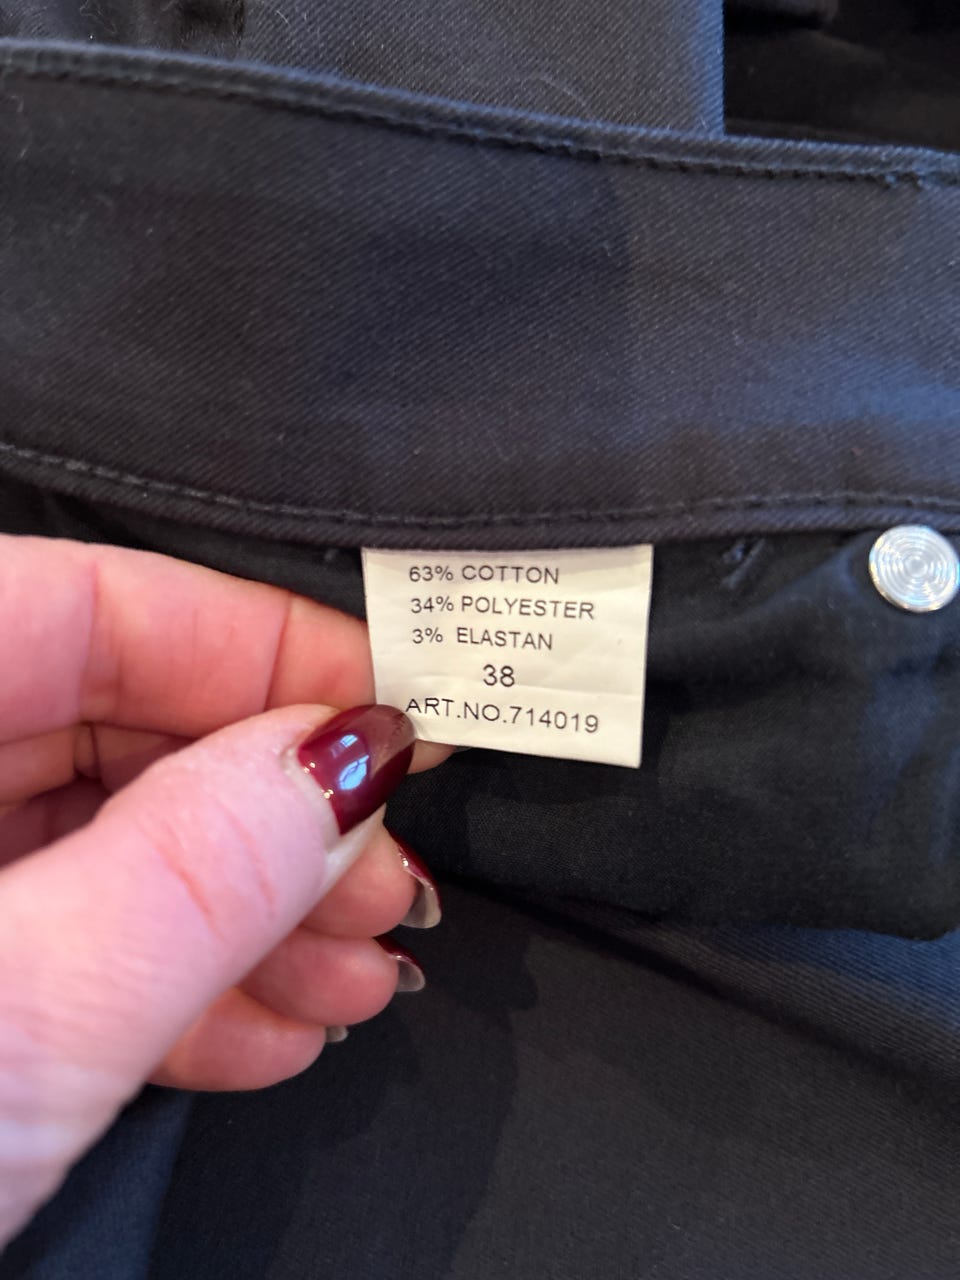 63% COTTON
34% POLYESTER
3% ELASTAN
38
ART.NO.714019